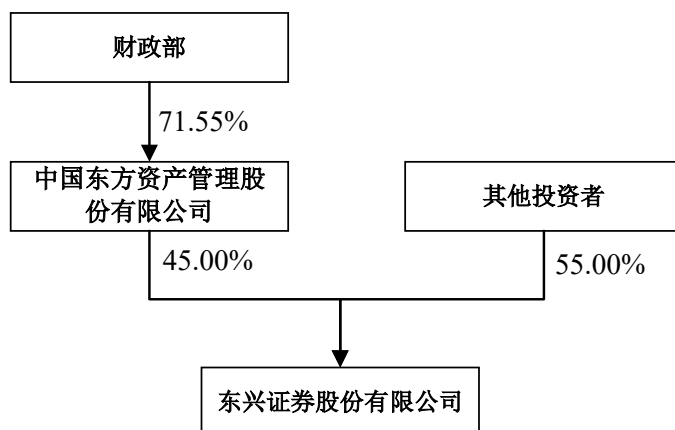 财政部
71.55%
中国东方资产管理股
份有限公司
其他投资者
45.00%
55.00%
东兴证券股份有限公司